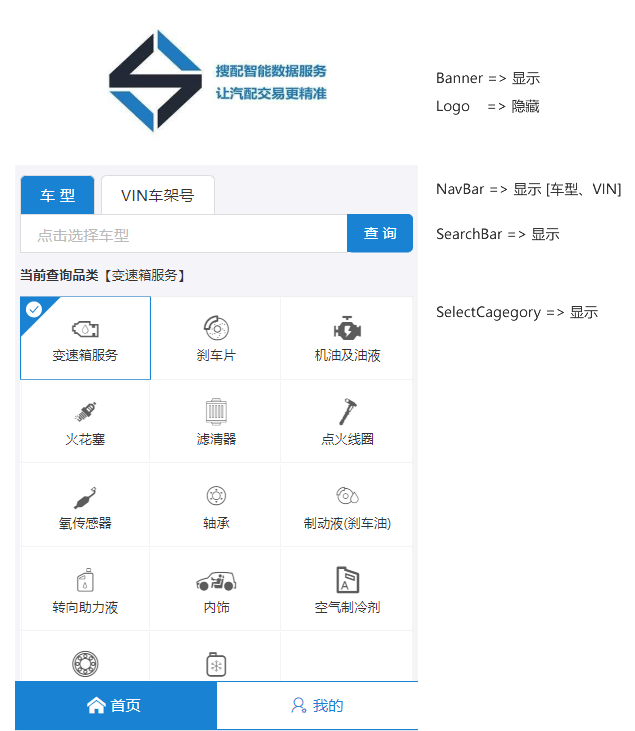 搜配智能数据服务
让汽配交易更精准
Banner => 显示
Logo => 隐藏
车 型
VIN车架号
NavBar => 显示 [车型、VIN]
点击选择车型
查 询
SearchBar => 显示
当前查询品类【变速箱服务】
SelectCagegory => 显示
变速箱服务
刹车片
机油及油液
火花塞
滤清器
点火线圈
氧传感器
轴承
制动液(刹车油)
转向助力液
内饰
A
空气制冷剂
首页
我的